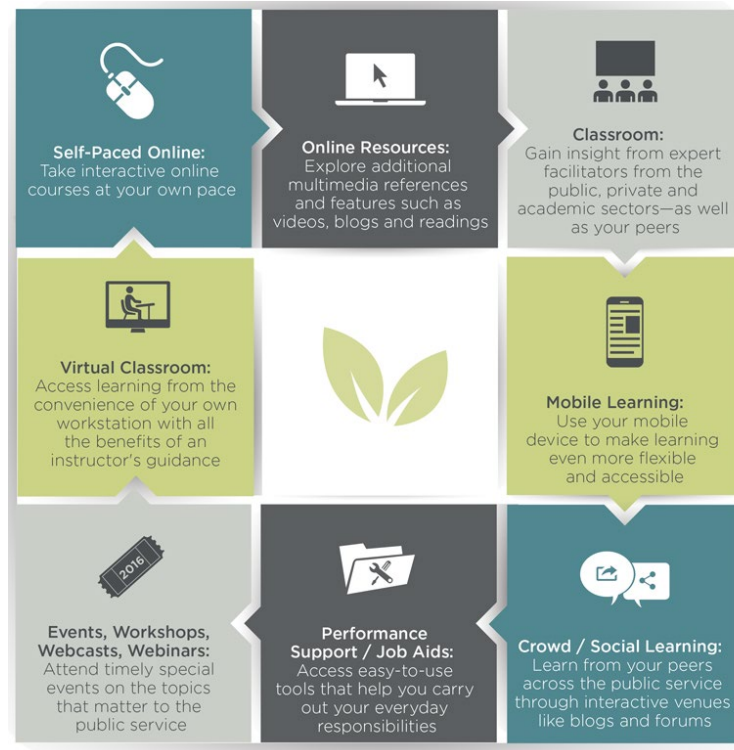 Self-Paced Online:
Take interactive online
courses at your own pace
Online Resources:
Explore additional
multimedia references
and features such as
videos, blogs and readings
Classroom:
Gain insight from expert
facilitators from the
public, private and
academic sectors—as well
as your peers
Virtual Classroom:
Access learning from the
convenience of your own
workstation with all
the benefits of an
instructor's guidance
Mobile Learning:
Use your mobile
device to make learning
even more flexible
and accessible
2016
Events, Workshops,
Webcasts, Webinars:
Attend timely special
events on the topics
that matter to the
public service
Performance
Support / Job Aids:
Access easy-to-use
tools that help you carry
out your everyday
responsibilities
Crowd / Social Learning:
Learn from your peers
across the public service
through interactive venues
like blogs and forums